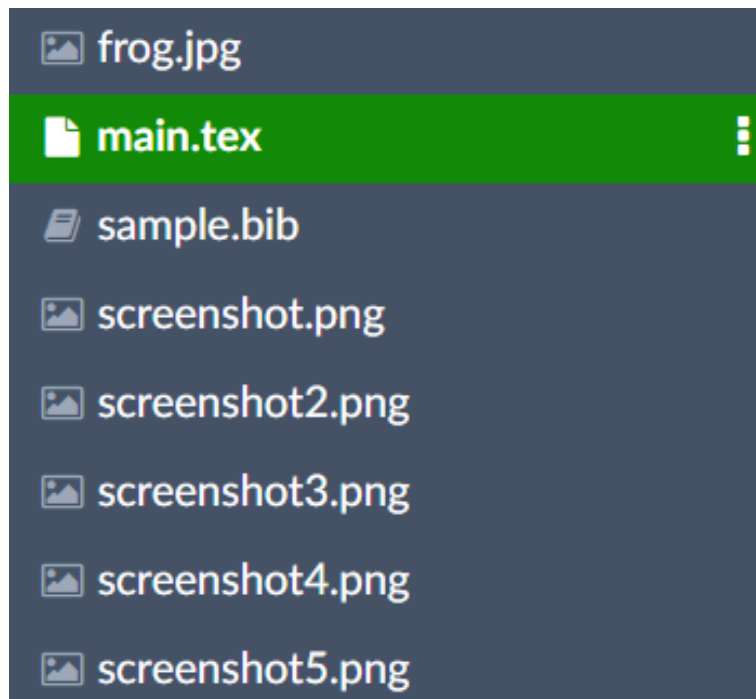 frog.jpg
main.tex
sample.bib
screenshot.png
screenshot2.png
screenshot3.png
screenshot4.png
screenshot5.png